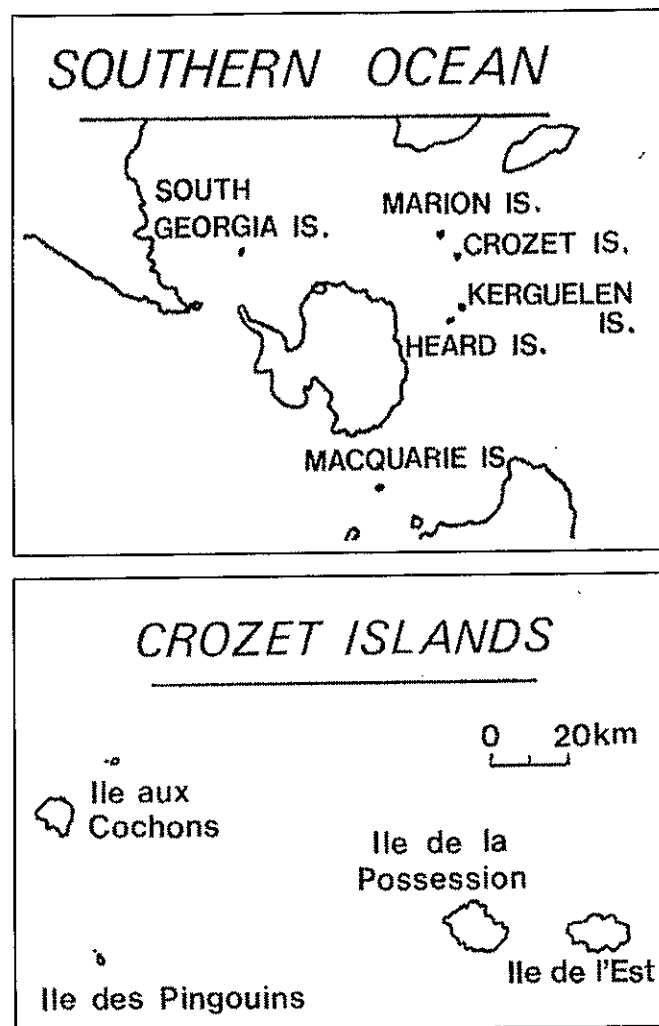 SOUTHERN OCEAN
SOUTH
GEORGIA IS.
MARION IS.
CROZET IS.
KERGUELEN
IS.
HEARD IS.
MACQUARIE IS
CROZET ISLANDS
0 20km
Ile aux
Cochons
Ile de la
Possession
Ile de l'Est
Ile des Pingouins